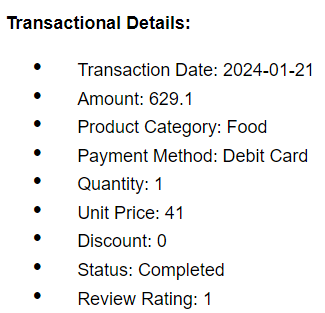 Transactional Details:
• Transaction Date: 2024-01-21
• Amount: 629.1
• Product Category: Food
• Payment Method: Debit Card
• Quantity: 1
• Unit Price: 41
• Discount: 0
• Status: Completed
• Review Rating: 1